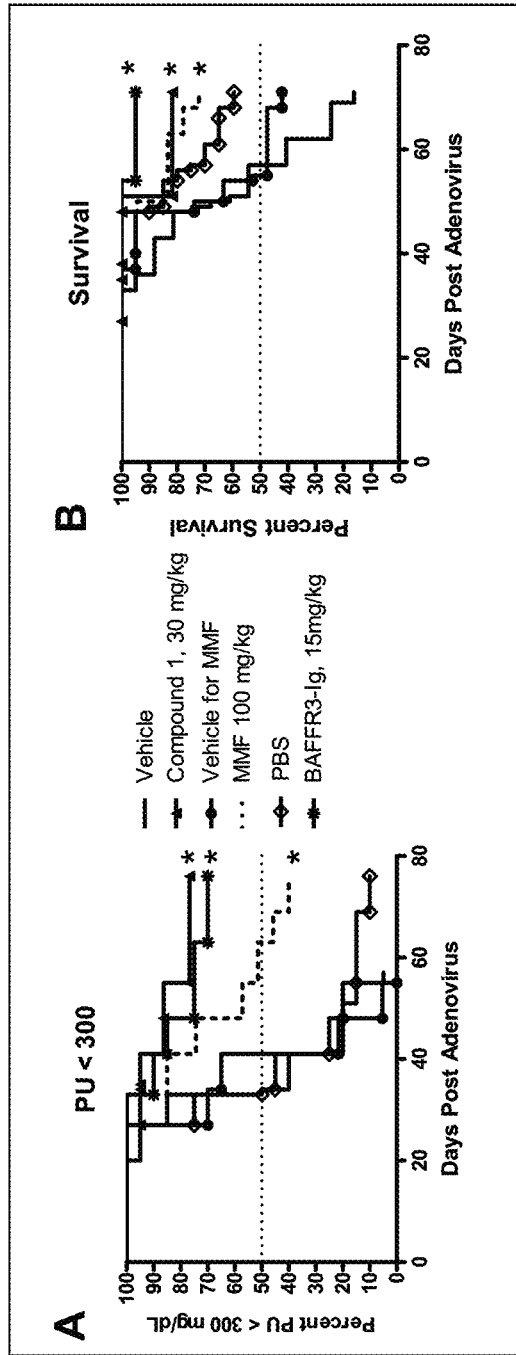 A
PU < 300
Percent PU < 300 mg/dL
100
90
80
70
60
50
40
30
20
10
0
0 20 40 60 80
Days Post Adenovirus
*
*
*
Vehicle
Compound 1, 30 mg/kg
Vehicle for MMF
MMF 100 mg/kg
PBS
BAFFR3-Ig, 15mg/kg
B
Survival
Percent Survival
100
90
80
70
60
50
40
30
20
10
0
0 20 40 60 80
Days Post Adenovirus
*
*
*